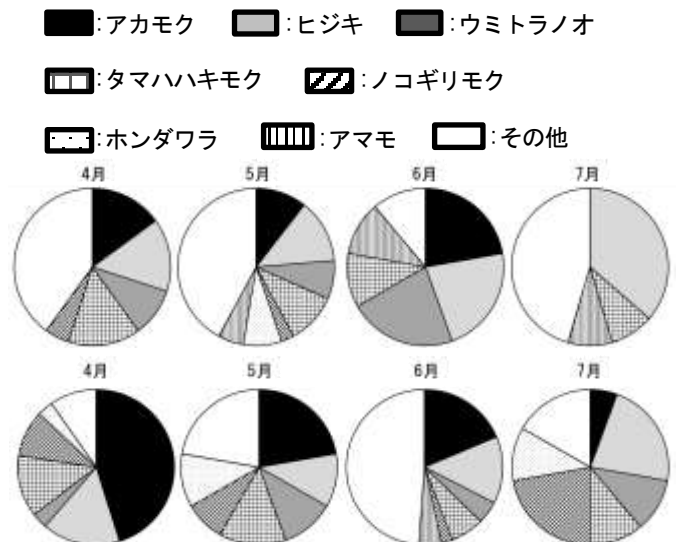 :アカモク :ヒジキ :ウミトラノオ
:タマハハキモク :ノコギリモク
:ホンダワラ :アマモ :その他
4月 5月 6月 7月
4月 5月 6月 7月